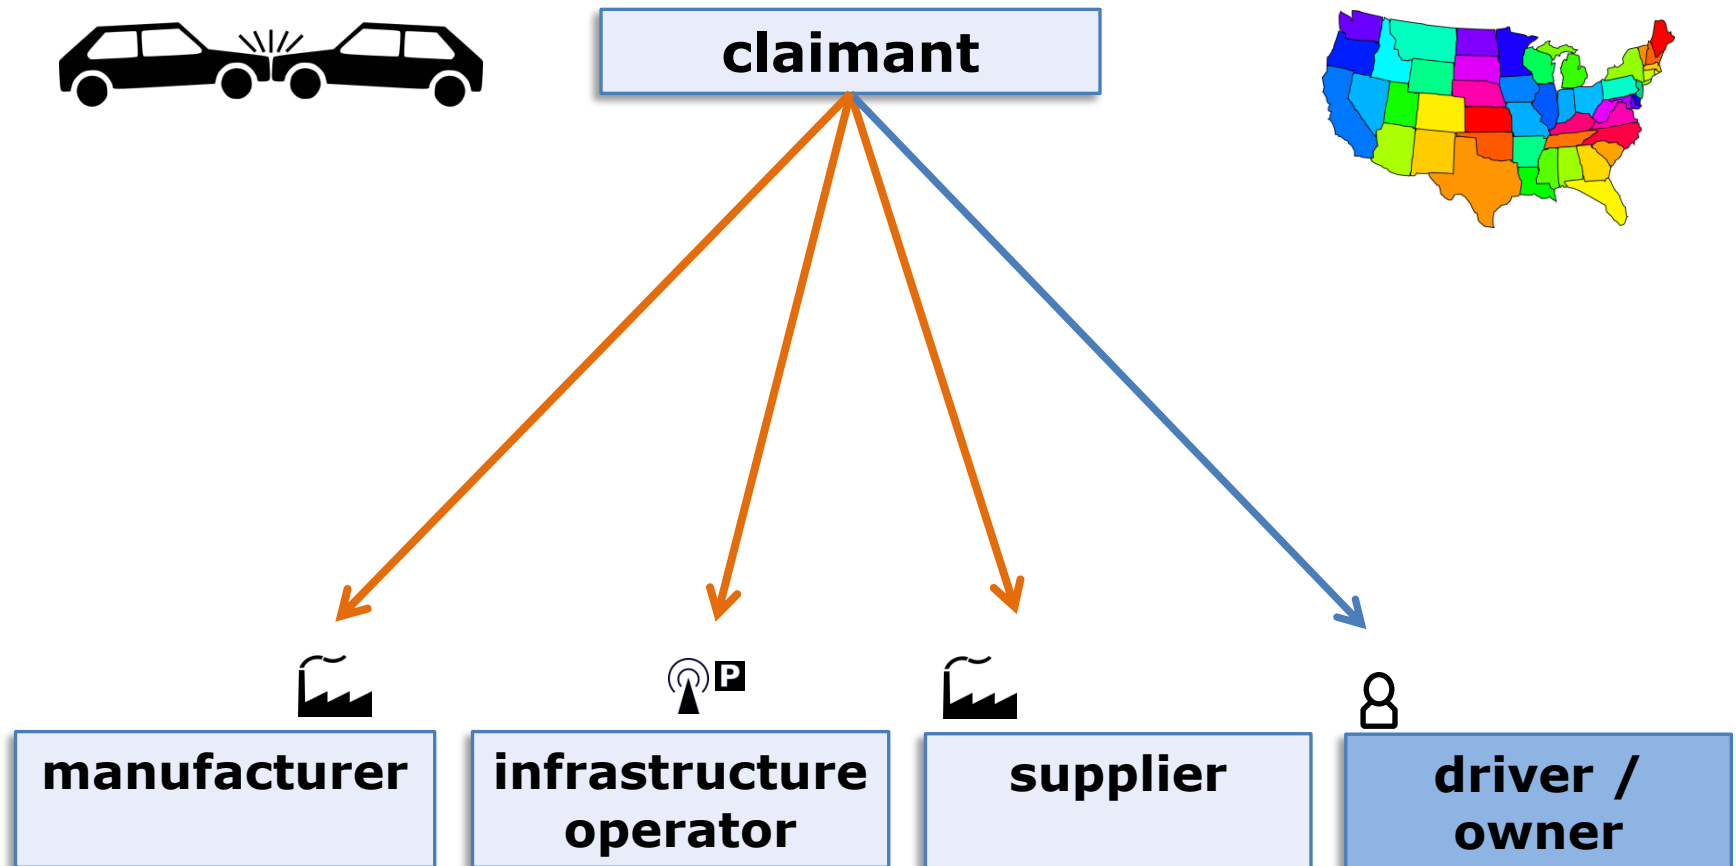 claimant
P
manufacturer
infrastructure
operator
supplier
driver /
owner